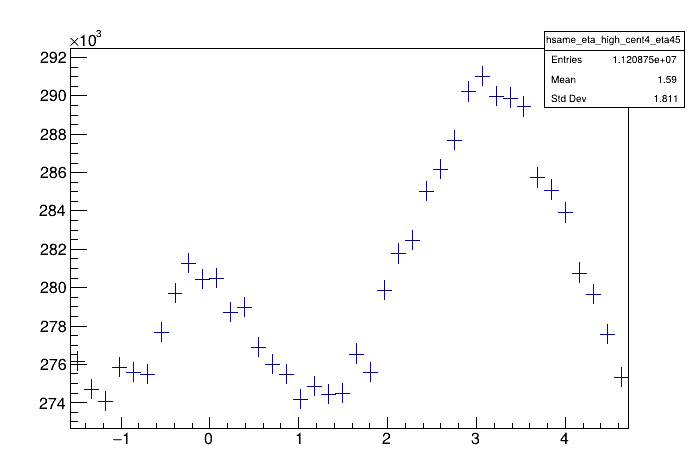 ×10³
hsame_eta_high_cent4_eta45
Entries 1.120875e+07
Mean 1.59
Std Dev 1.811
292
290
288
286
284
282
280
278
276
274
−1 0 1 2 3 4